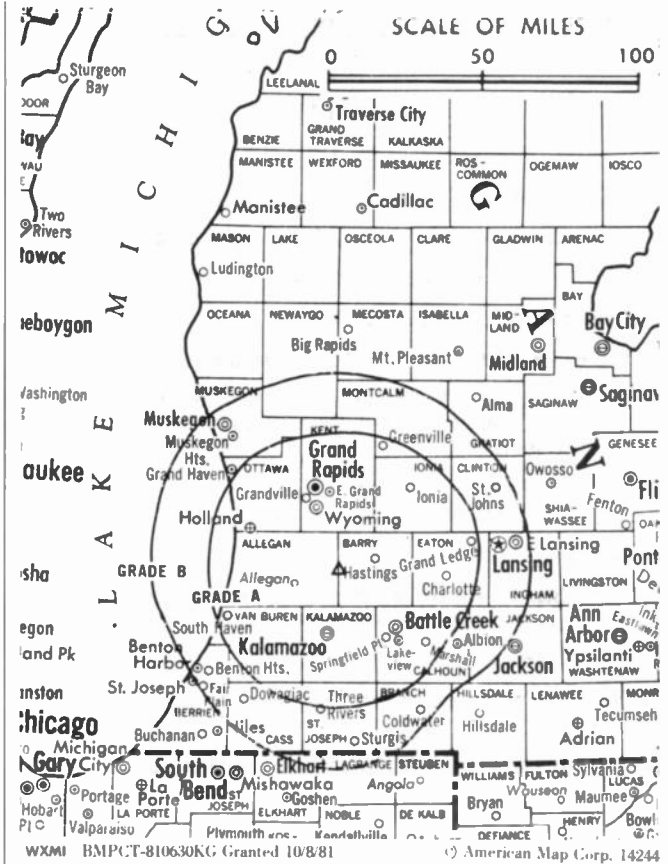 SCALE OF MILES
0 50 100
Sturgeon
Bay
LEELANAU
Traverse City
DOOR
BENZIE
GRAND
TRAVERSE
KALKASKA
MANISTEE
WEXFORD
MISSAUKEE
ROS-
COMMON
OGEMAW
IOSCO
Manistee
Cadillac
Two
Rivers
MASON
LAKE
OSCEOLA
CLARE
GLADWIN
ARENAC
Ludington
BAY
OCEANA
NEWAYGO
MECOSTA
ISABELLA
MID-
LAND
Bay City
Big Rapids
Mt. Pleasant
Midland
MUSKEGON
MONTCALM
SAGINAW
Saginaw
Alma
Muskegon
Muskegon
Hts.
KENT
Greenville
GRATIOT
GENESEE
Grand Haven
OTTAWA
Grand
Rapids
IONIA
CLINTON
Owosso
Grandville
E. Grand
Rapids
Ionia
St.
Johns
SHIA-
WASSEE
Fenton
Holland
Wyoming
LAKE MICHIG
ALLEGAN
BARRY
EATON
E Lansing
GRADE B
Allegan
Hastings
Grand Ledge
Lansing
LIVINGSTON
Charlotte
INGHAM
GRADE A
VAN BUREN
KALAMAZOO
Battle Creek
JACKSON
Ann
Arbor
South
Haven
Kalamazoo
Springfield Pl
Lake-
view
Marshall
Albion
Ypsilanti
Benton
Harbor
Benton Hts.
CALHOUN
Jackson
WASHTENAW
St. Joseph
Fair
Plain
Dowagiac
Three
Rivers
BRANCH
HILLSDALE
LENAWEE
Tecumseh
BERRIEN
Coldwater
Hillsdale
Adrian
Buchanan
Niles
CASS
ST.
JOSEPH
Sturgis
Chicago
Michigan
City
Gary
South
Bend
Elkhart
LAGRANGE
STEUBEN
WILLIAMS
FULTON
Sylvania
Mishawaka
Angola
Wauseon
LUCAS
Hobart
Portage
La
Porte
ST
JOSEPH
Goshen
Bryan
Maumee
LA
PORTE
ELKHART
NOBLE
DE KALB
HENRY
Valparaiso
Plymouth
Kendallville
DEFIANCE
WXMI BMPCT-810630KG Granted 10/8/81
© American Map Corp. 14244